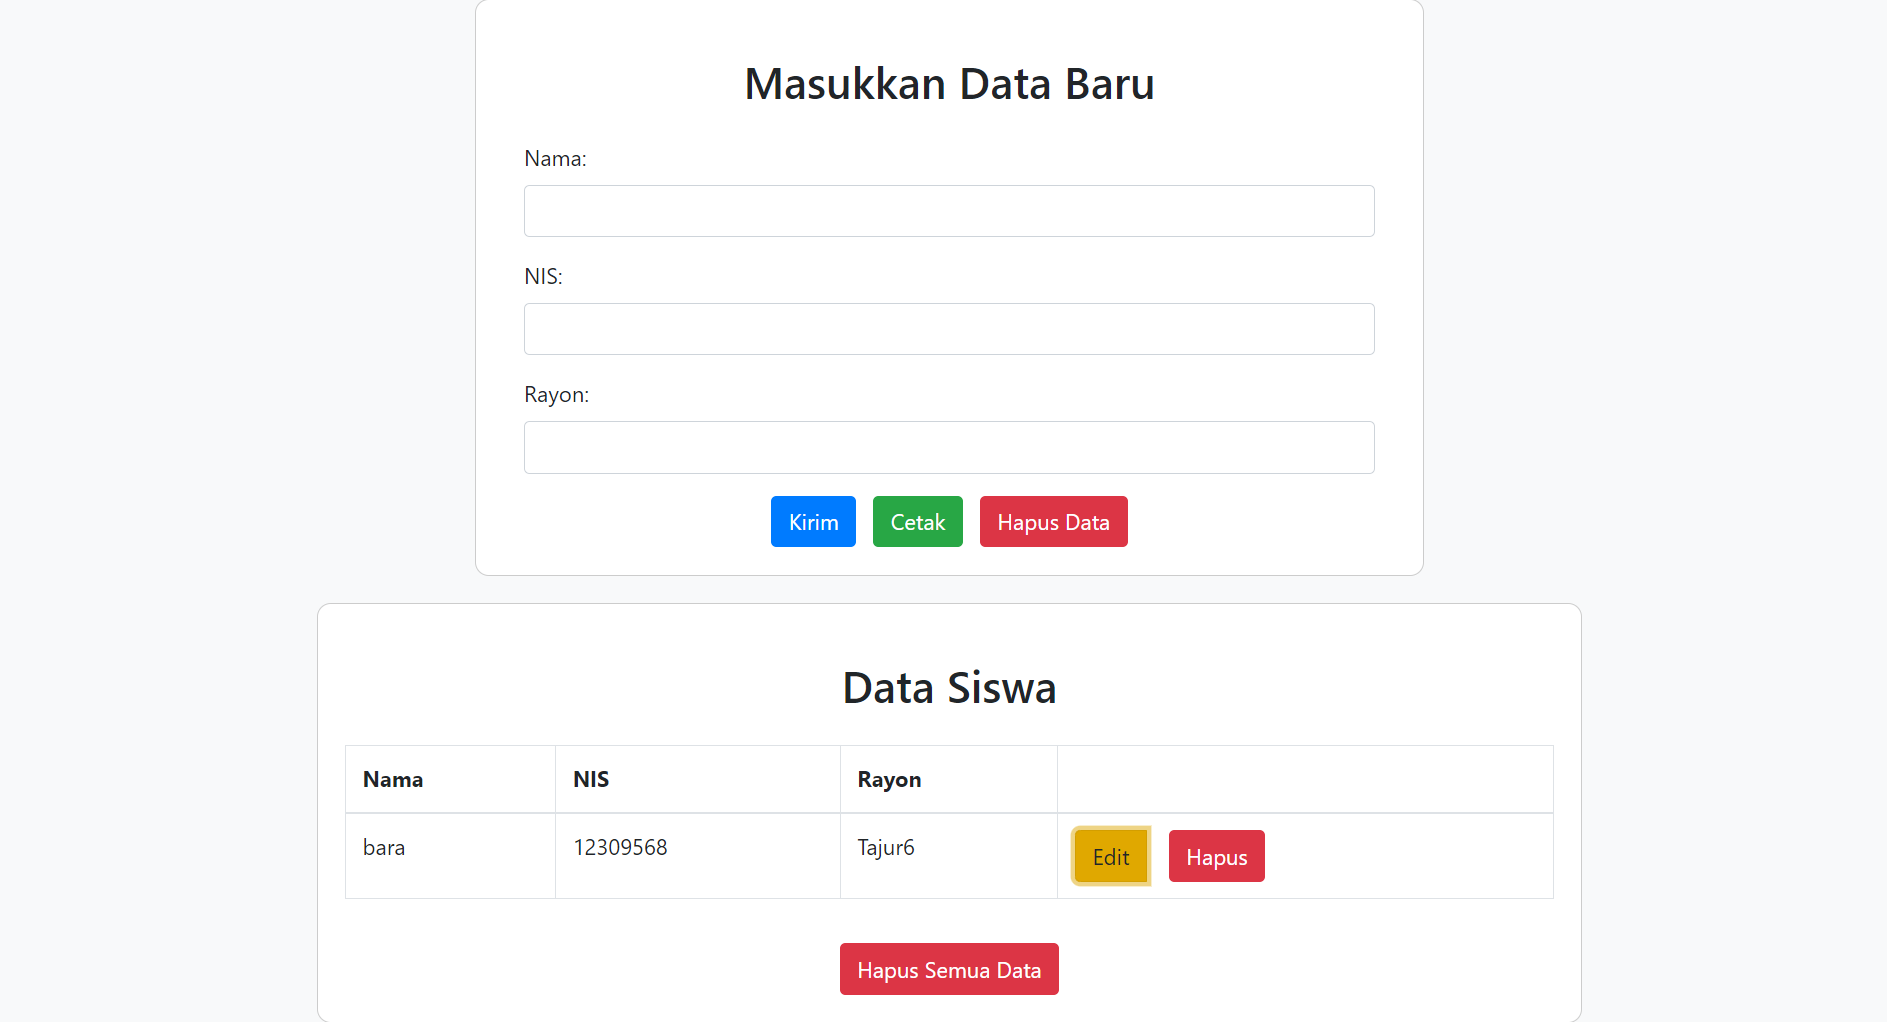 Masukkan Data Baru
Nama:
NIS:
Rayon:
Kirim Cetak Hapus Data
Data Siswa
Nama NIS Rayon
bara 12309568 Tajur6 Edit Hapus
Hapus Semua Data